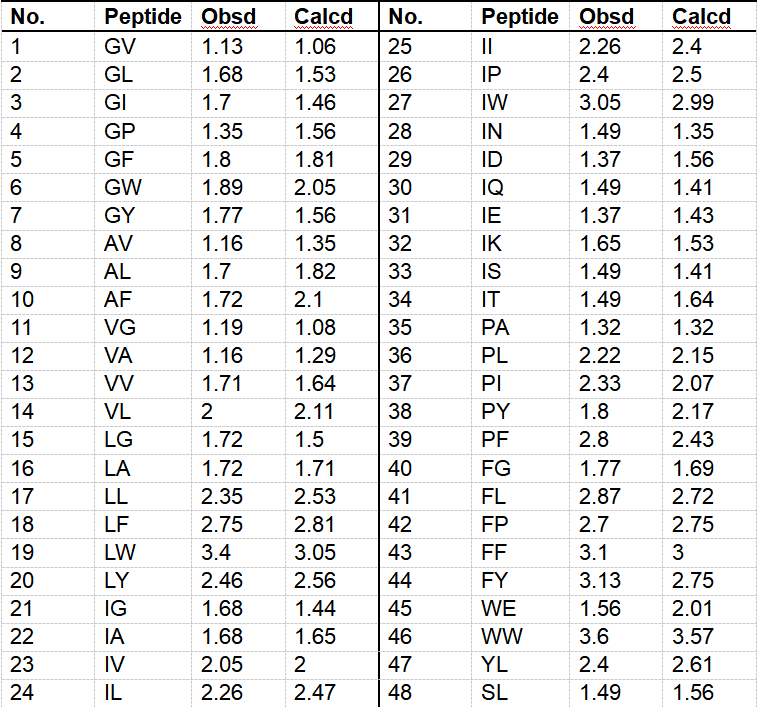 No. Peptide Obsd Calcd No. Peptide Obsd Calcd
1 GV 1.13 1.06 25 II 2.26 2.4
2 GL 1.68 1.53 26 IP 2.4 2.5
3 GI 1.7 1.46 27 IW 3.05 2.99
4 GP 1.35 1.56 28 IN 1.49 1.35
5 GF 1.8 1.81 29 ID 1.37 1.56
6 GW 1.89 2.05 30 IQ 1.49 1.41
7 GY 1.77 1.56 31 IE 1.37 1.43
8 AV 1.16 1.35 32 IK 1.65 1.53
9 AL 1.7 1.82 33 IS 1.49 1.41
10 AF 1.72 2.1 34 IT 1.49 1.64
11 VG 1.19 1.08 35 PA 1.32 1.32
12 VA 1.16 1.29 36 PL 2.22 2.15
13 VV 1.71 1.64 37 PI 2.33 2.07
14 VL 2 2.11 38 PY 1.8 2.17
15 LG 1.72 1.5 39 PF 2.8 2.43
16 LA 1.72 1.71 40 FG 1.77 1.69
17 LL 2.35 2.53 41 FL 2.87 2.72
18 LF 2.75 2.81 42 FP 2.7 2.75
19 LW 3.4 3.05 43 FF 3.1 3
20 LY 2.46 2.56 44 FY 3.13 2.75
21 IG 1.68 1.44 45 WE 1.56 2.01
22 IA 1.68 1.65 46 WW 3.6 3.57
23 IV 2.05 2 47 YL 2.4 2.61
24 IL 2.26 2.47 48 SL 1.49 1.56